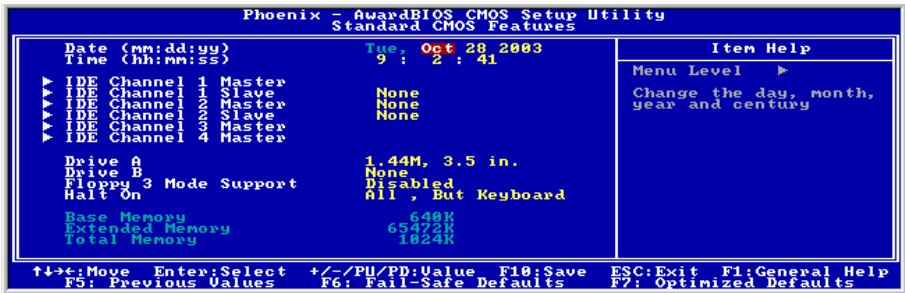 Phoenix - AwardBIOS CMOS Setup Utility
Standard CMOS Features
Date (mm:dd:yy) Tue, Oct 28 2003
Time (hh:mm:ss) 9 : 2 : 41
IDE Channel 1 Master
IDE Channel 1 Slave None
IDE Channel 2 Master None
IDE Channel 2 Slave None
IDE Channel 3 Master
IDE Channel 4 Master
Drive A 1.44M, 3.5 in.
Drive B None
Floppy 3 Mode Support Disabled
Halt On All , But Keyboard
Base Memory 640K
Extended Memory 65472K
Total Memory 1024K
Item Help
Menu Level ▶
Change the day, month,
year and century
↑↓→←:Move Enter:Select +/-/PU/PD:Value F10:Save ESC:Exit F1:General Help
F5: Previous Values F6: Fail-Safe Defaults F7: Optimized Defaults